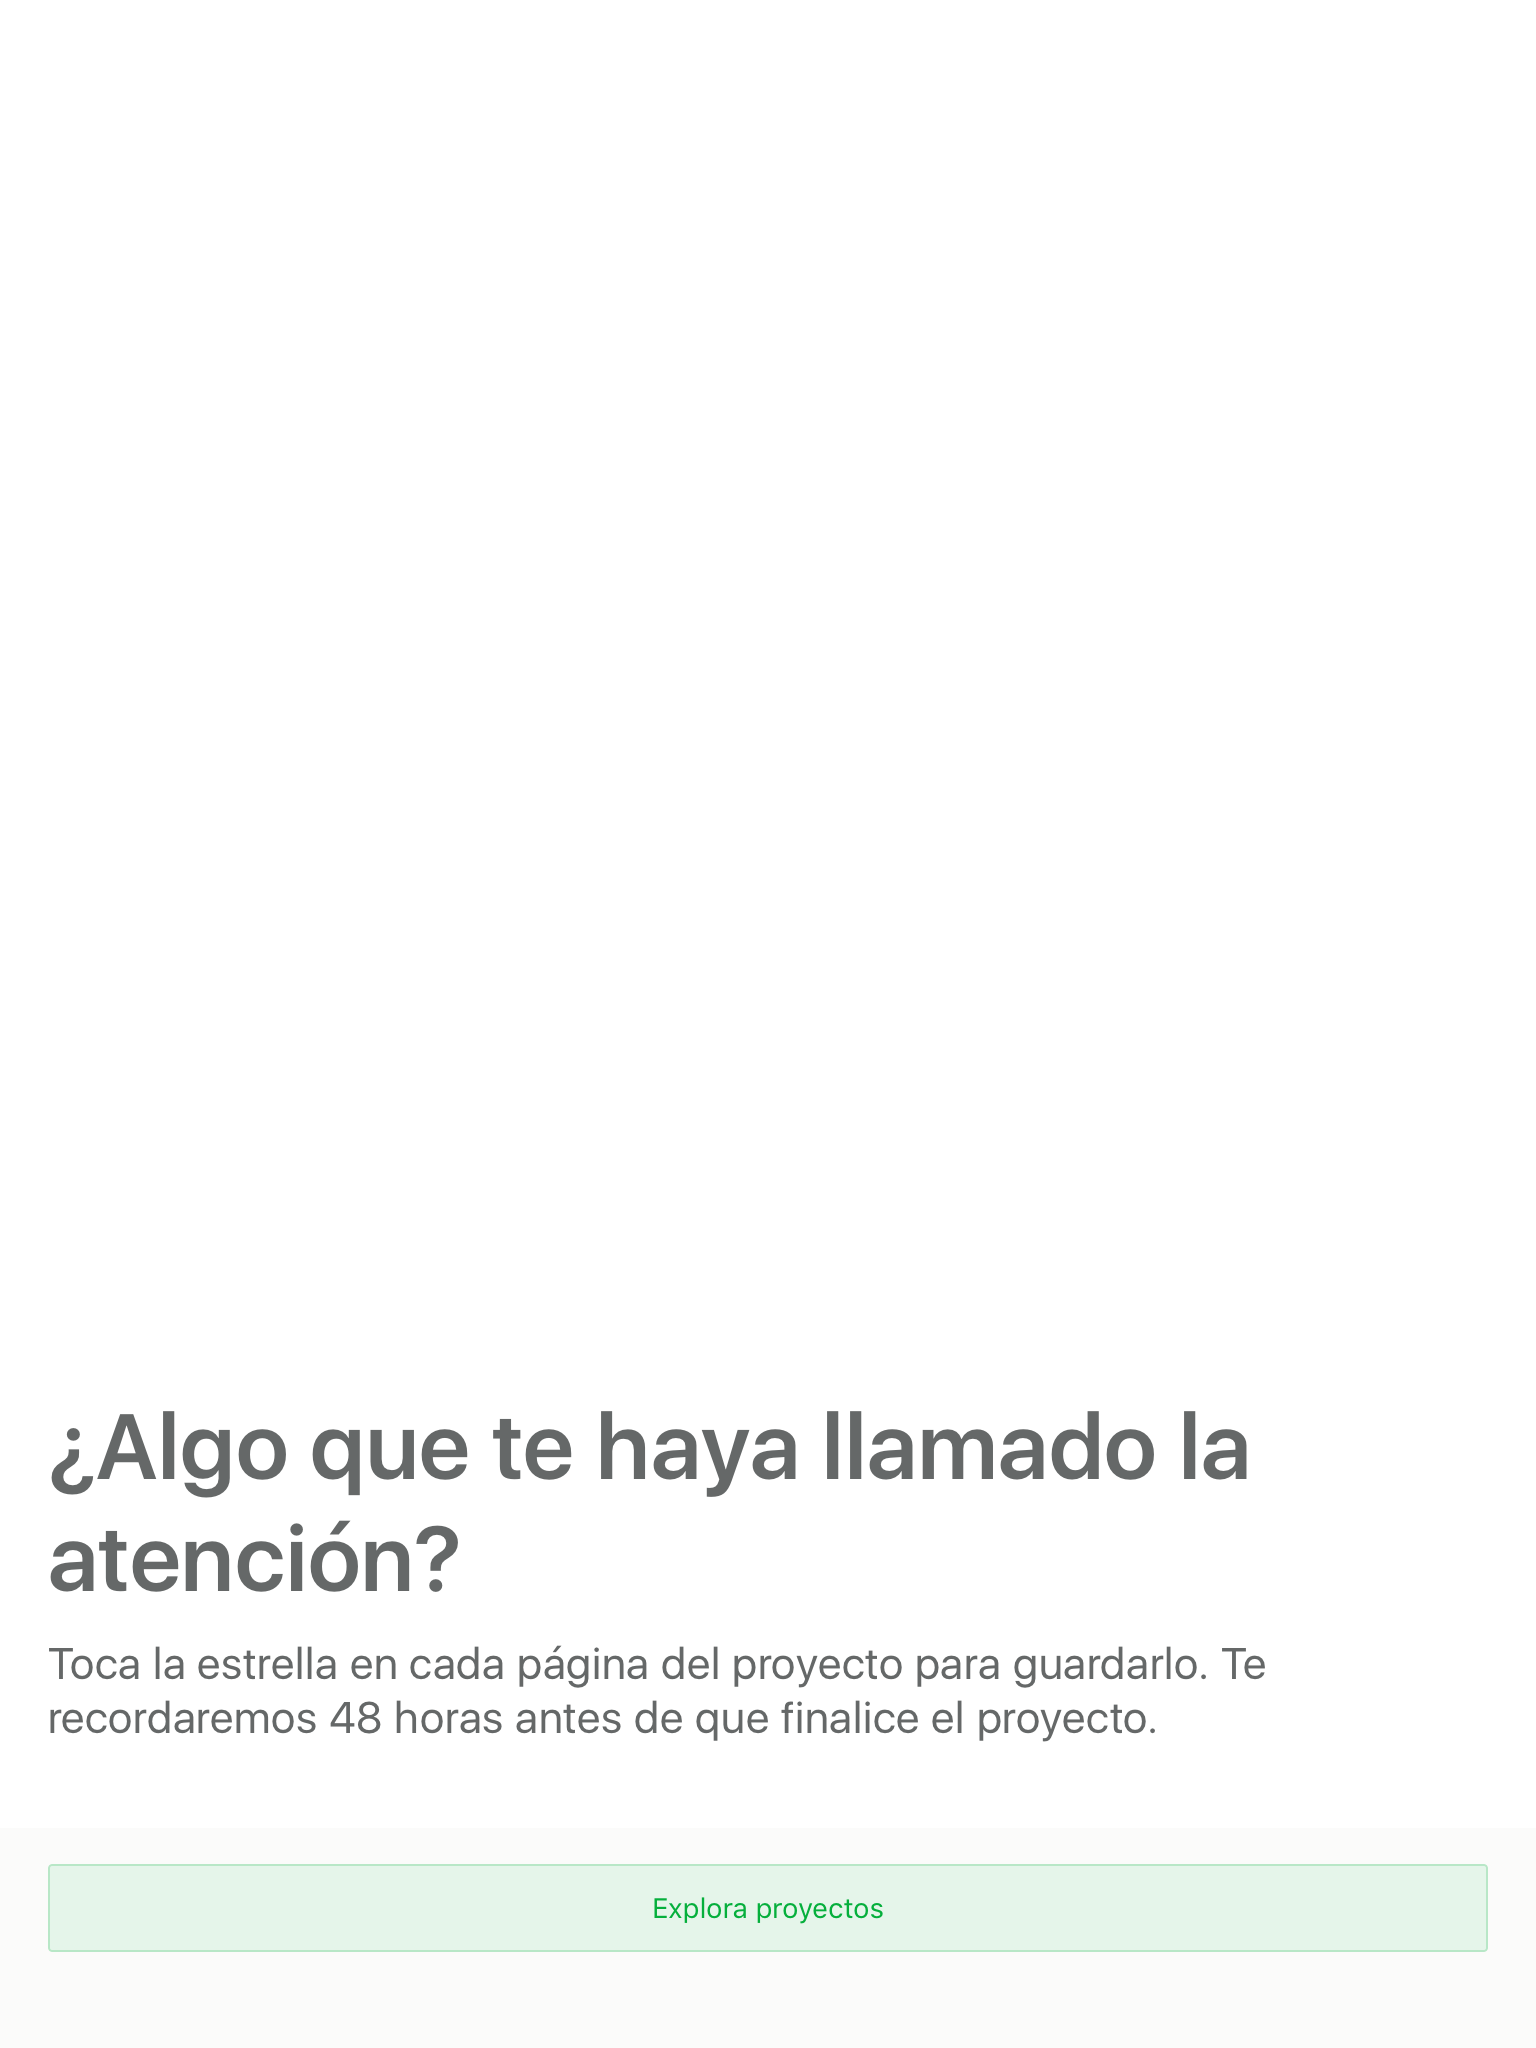 ¿Algo que te haya llamado la
atención?
Toca la estrella en cada página del proyecto para guardarlo. Te
recordaremos 48 horas antes de que finalice el proyecto.
Explora proyectos